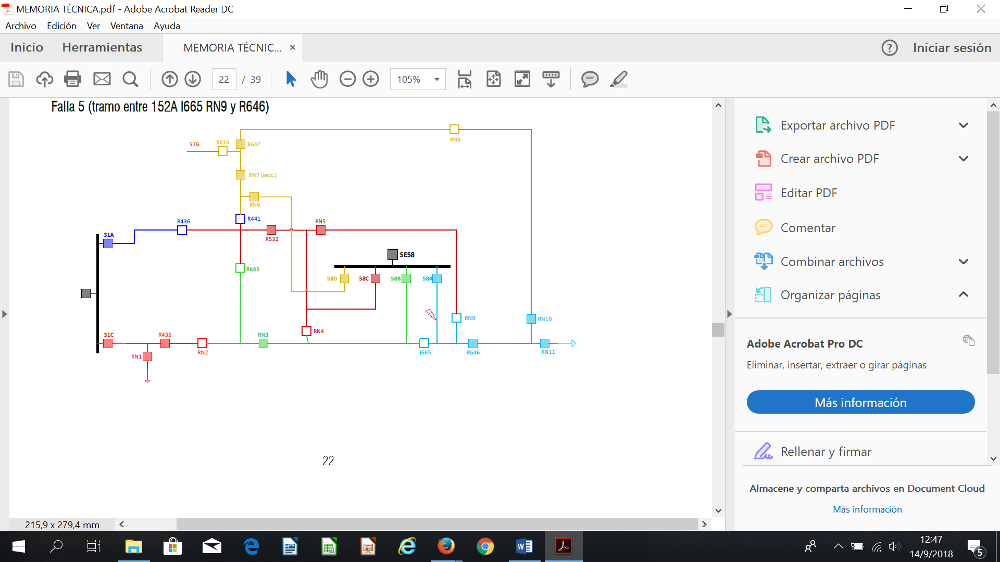 MEMORIA TÉCNICA.pdf - Adobe Acrobat Reader DC
Archivo Edición Ver Ventana Ayuda
Inicio Herramientas MEMORIA TÉCNIC... × Iniciar sesión
22 / 39 105%
Falla 5 (tramo entre 152A I665 RN9 y R646)
RN8
57G R616 R647
RN7 (secc.)
RN6
R436 R441 RN5
31A R532
SE58
R645
58D 58C 58B 58A
RN9 RN10
RN4
31C R435 RN3
RN2 I665 R646 RN11
RN1
22
215,9 x 279,4 mm
Exportar archivo PDF
Crear archivo PDF
Editar PDF
Comentar
Combinar archivos
Organizar páginas
Adobe Acrobat Pro DC
Eliminar, insertar, extraer o girar páginas
Más información
Rellenar y firmar
Almacene y comparta archivos en Document Cloud
Más información
12:47
14/9/2018
5